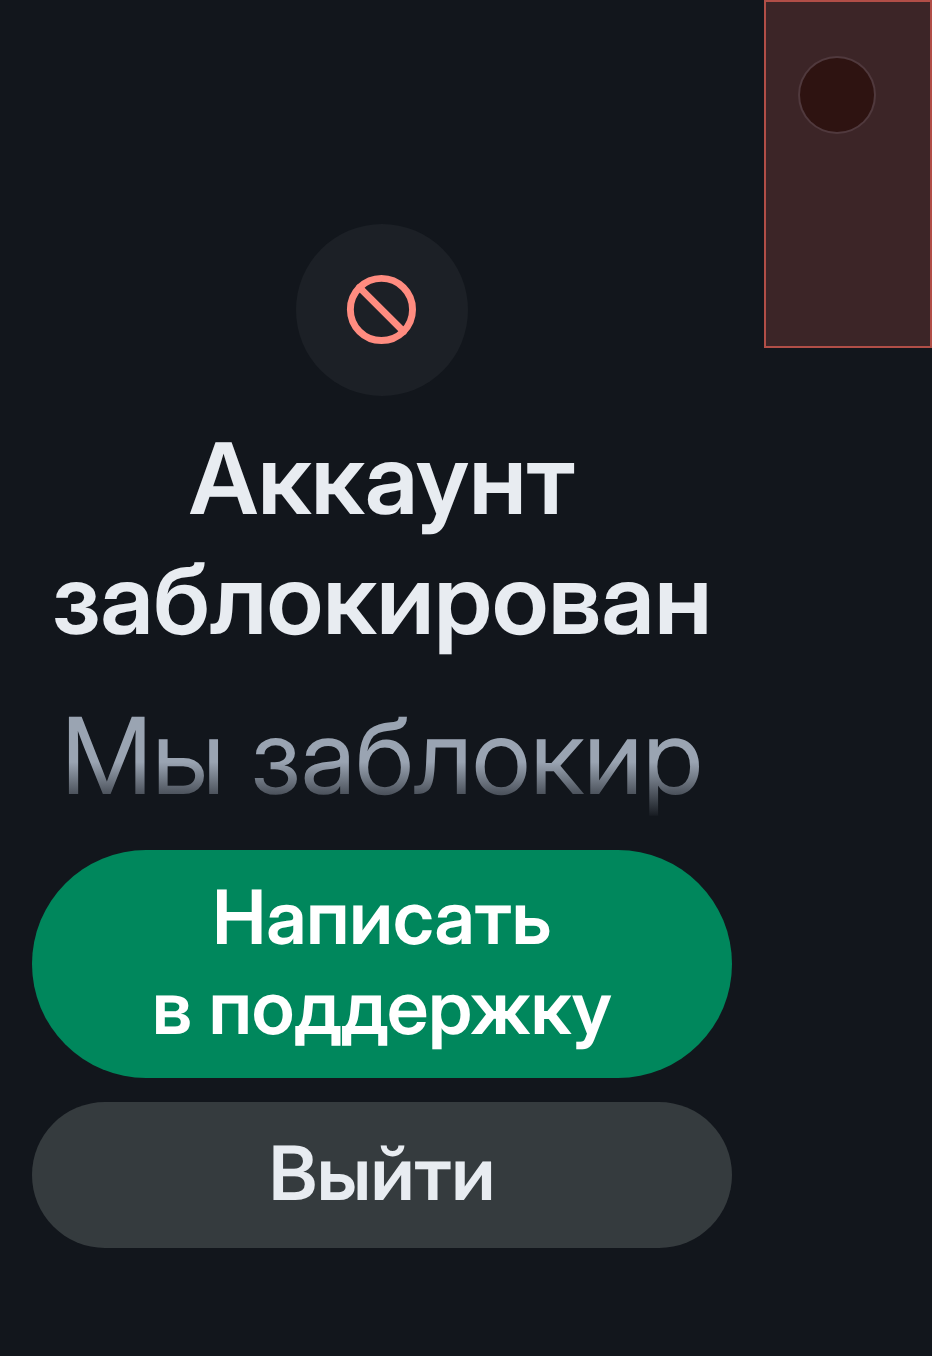 Аккаунт
заблокирован
Мы заблокир
Написать
в поддержку
Выйти